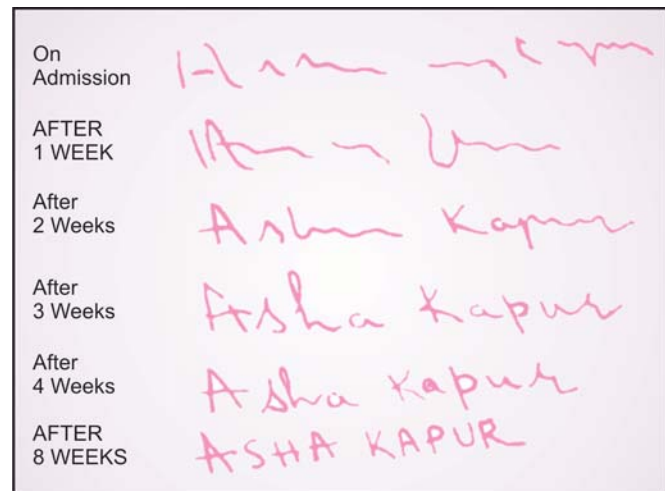 On
Admission
AFTER
1 WEEK
After
2 Weeks Kapur
After
3 Weeks Asha Kapur
After
4 Weeks Asha Kapur
AFTER
8 WEEKS ASHA KAPUR